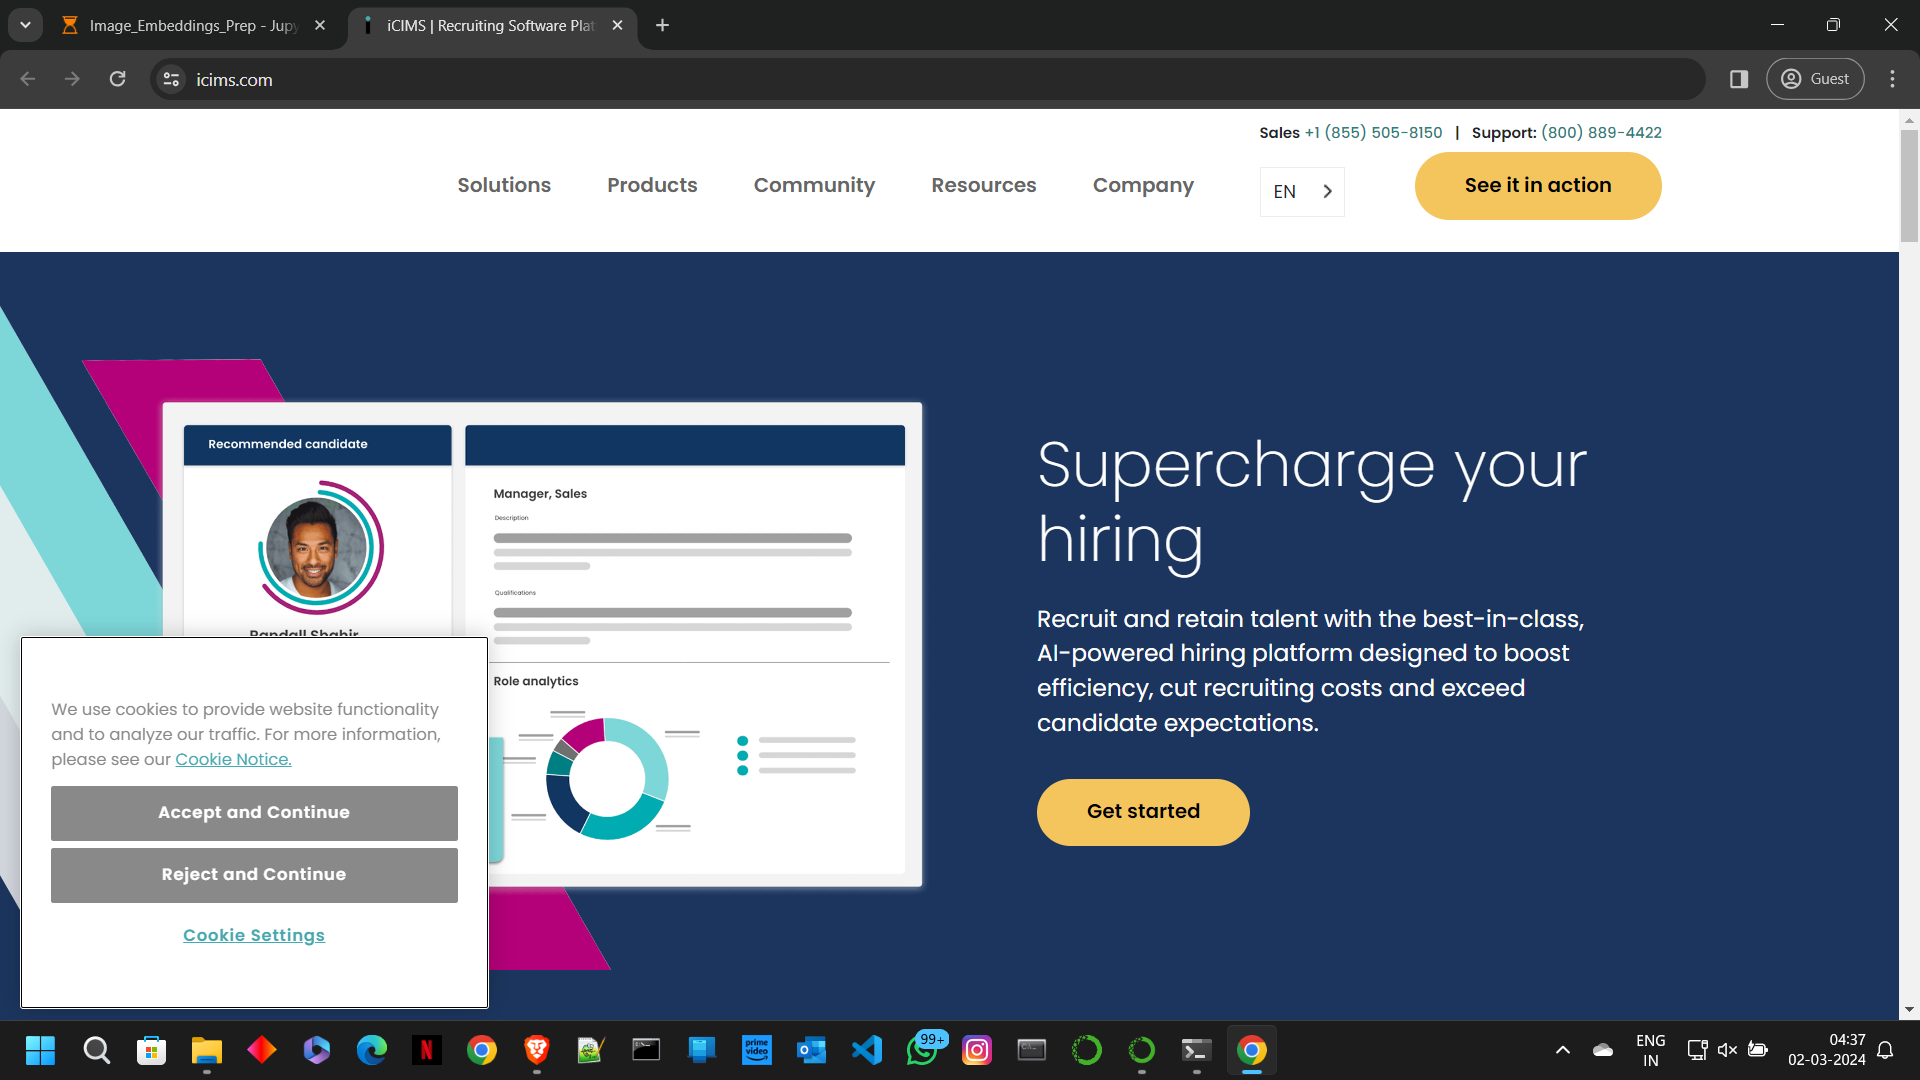 Image_Embeddings_Prep - Jupy
iCIMS | Recruiting Software Plat
icims.com
Guest
Sales +1 (855) 505-8150 | Support: (800) 889-4422
Solutions
Products
Community
Resources
Company
EN
See it in action
Recommended candidate
Manager, Sales
Description
Qualifications
Role analytics
Supercharge your
hiring
Recruit and retain talent with the best-in-class,
AI-powered hiring platform designed to boost
efficiency, cut recruiting costs and exceed
candidate expectations.
Get started
Randall Shahir
We use cookies to provide website functionality
and to analyze our traffic. For more information,
please see our Cookie Notice.
Accept and Continue
Reject and Continue
Cookie Settings
prime
video
99+
ENG
IN
04:37
02-03-2024